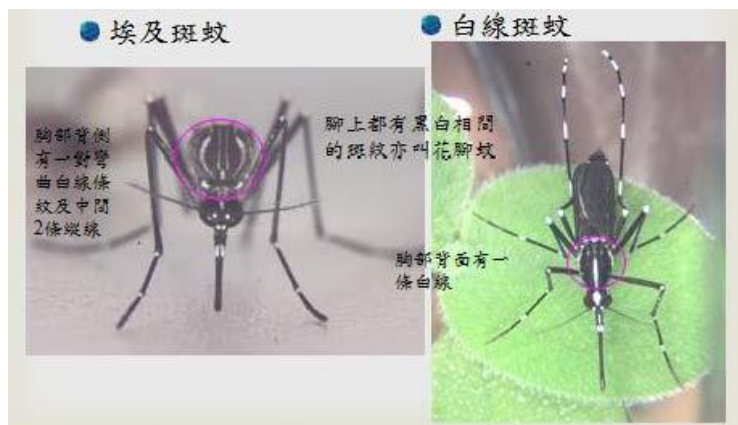 埃及斑蚊
白線斑蚊
胸部背側
有一對彎
曲白線條
紋及中間
2條縱線
腳上都有黑白相間
的斑紋亦叫花腳蚊
胸部背面有一
條白線